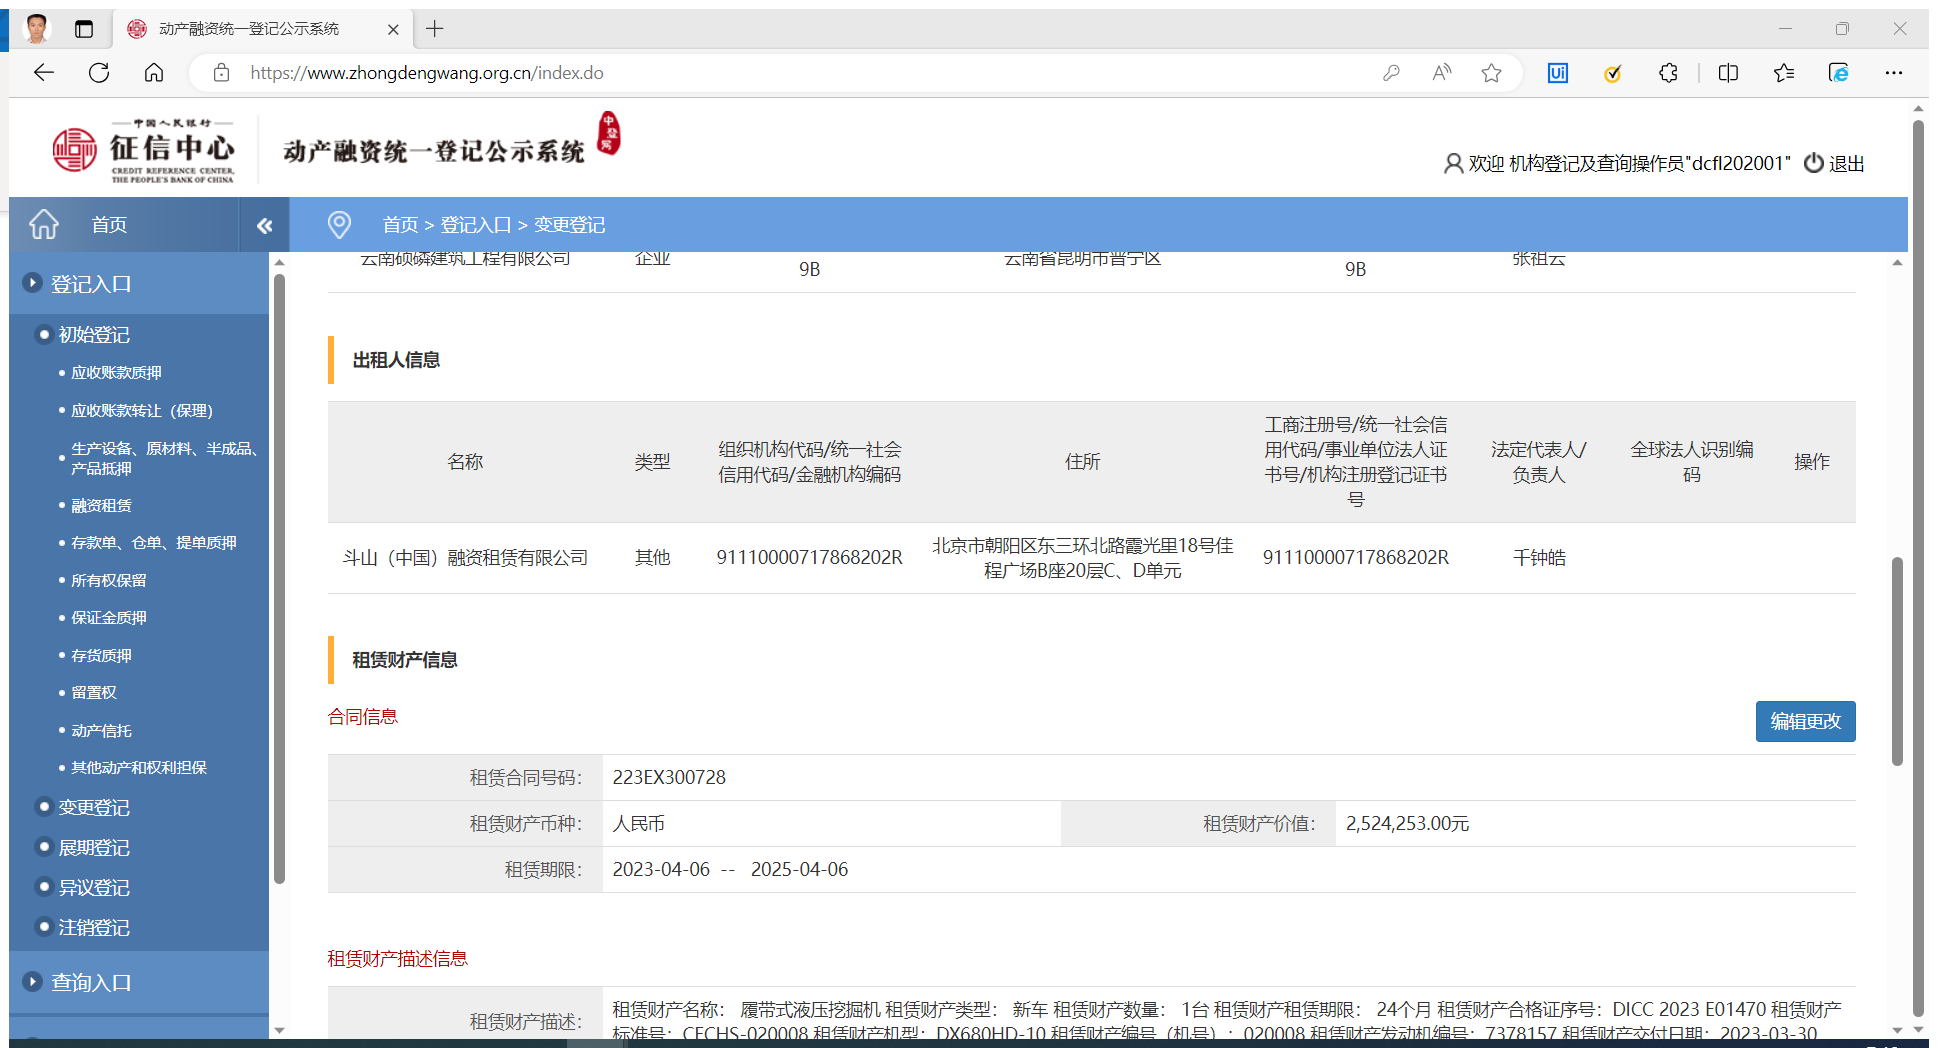 动产融资统一登记公示系统
https://www.zhongdengwang.org.cn/index.do
中国人民银行
征信中心
CREDIT REFERENCE CENTER,
THE PEOPLE'S BANK OF CHINA
动产融资统一登记公示系统
中登网
欢迎 机构登记及查询操作员"dcfl202001" 退出
首页
首页 > 登记入口 > 变更登记
登记入口
初始登记
应收账款质押
应收账款转让（保理）
生产设备、原材料、半成品、
产品抵押
融资租赁
存款单、仓单、提单质押
所有权保留
保证金质押
存货质押
留置权
动产信托
其他动产和权利担保
变更登记
展期登记
异议登记
注销登记
查询入口
云南硕磷建筑工程有限公司 企业 9B 云南省昆明市晋宁区 9B 张祖云
出租人信息
名称 类型 组织机构代码/统一社会信用代码/金融机构编码 住所 工商注册号/统一社会信用代码/事业单位法人证书号/机构注册登记证书号 法定代表人/负责人 全球法人识别编码 操作
斗山（中国）融资租赁有限公司 其他 91110000717868202R 北京市朝阳区东三环北路霞光里18号佳程广场B座20层C、D单元 91110000717868202R 千钟皓
租赁财产信息
合同信息
编辑更改
租赁合同号码： 223EX300728
租赁财产币种： 人民币 租赁财产价值： 2,524,253.00元
租赁期限： 2023-04-06 -- 2025-04-06
租赁财产描述信息
租赁财产描述：
租赁财产名称： 履带式液压挖掘机 租赁财产类型： 新车 租赁财产数量： 1台 租赁财产租赁期限： 24个月 租赁财产合格证序号：DICC 2023 E01470 租赁财产
标准号：CECHS-020008 租赁财产机型：DX680HD-10 租赁财产编号（机号）：020008 租赁财产发动机编号：7378157 租赁财产交付日期：2023-03-30